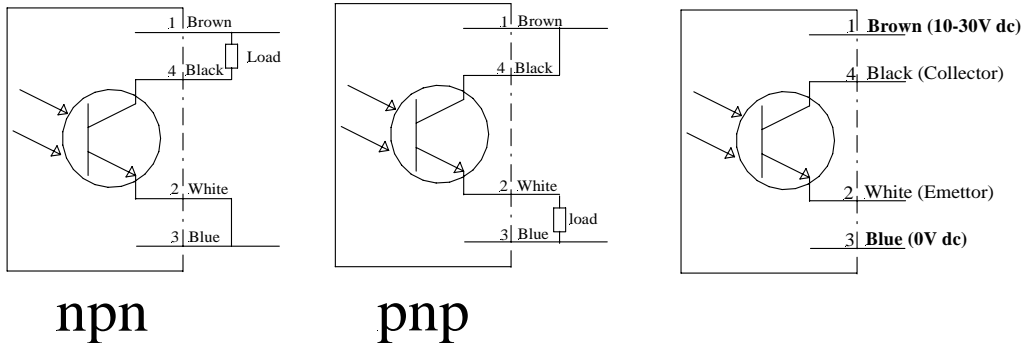 1 Brown
Load
4 Black
2 White
3 Blue
npn
1 Brown
4 Black
2 White
load
3 Blue
pnp
1 Brown (10-30V dc)
4 Black (Collector)
2 White (Emettor)
3 Blue (0V dc)